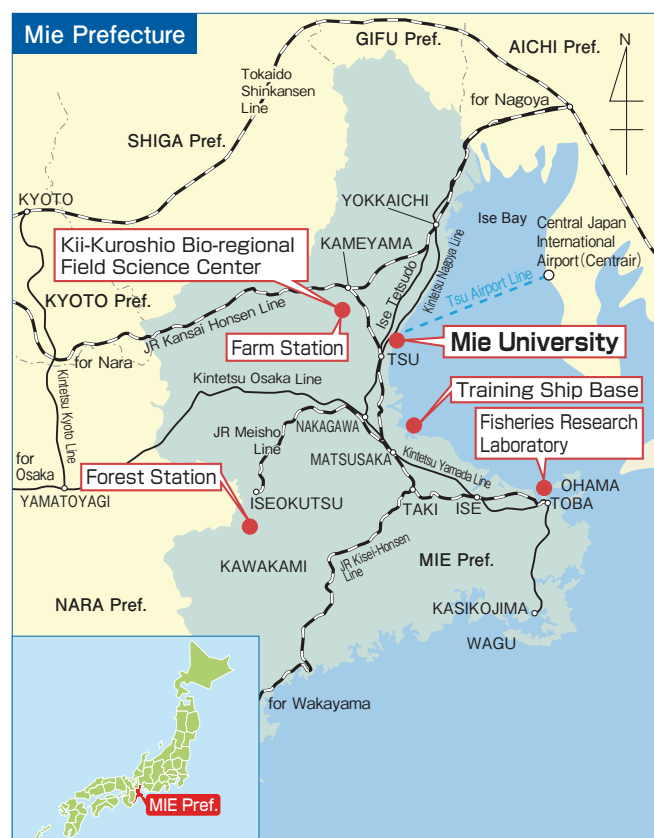 Mie Prefecture
GIFU Pref.
AICHI Pref.
N
Tokaido
Shinkansen
Line
for Nagoya
SHIGA Pref.
KYOTO
YOKKAICHI
Ise Bay
Central Japan
International
Airport(Centrair)
Kii-Kuroshio Bio-regional
Field Science Center
KAMEYAMA
Ise Tetsudo
Kintetsu Nagoya Line
Tsu Airport Line
KYOTO Pref.
JR Kansai Honsen Line
Farm Station
Mie University
TSU
for Nara
Kintetsu Kyoto Line
Kintetsu Osaka Line
Training Ship Base
JR Meisho
Line
NAKAGAWA
Fisheries Research
Laboratory
MATSUSAKA
Kintetsu Yamada Line
for
Osaka
Forest Station
YAMATOYAGI
ISEOKUTSU
TAKI
ISE
OHAMA
TOBA
KAWAKAMI
JR Kisei-Honsen
Line
MIE Pref.
NARA Pref.
KASIKOJIMA
WAGU
for Wakayama
MIE Pref.